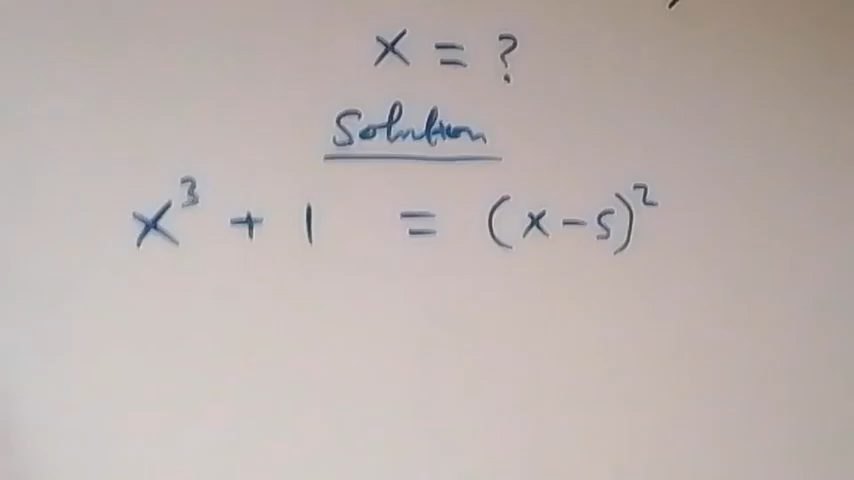 x = ?
Solution
x³ + 1 = (x - 5)²